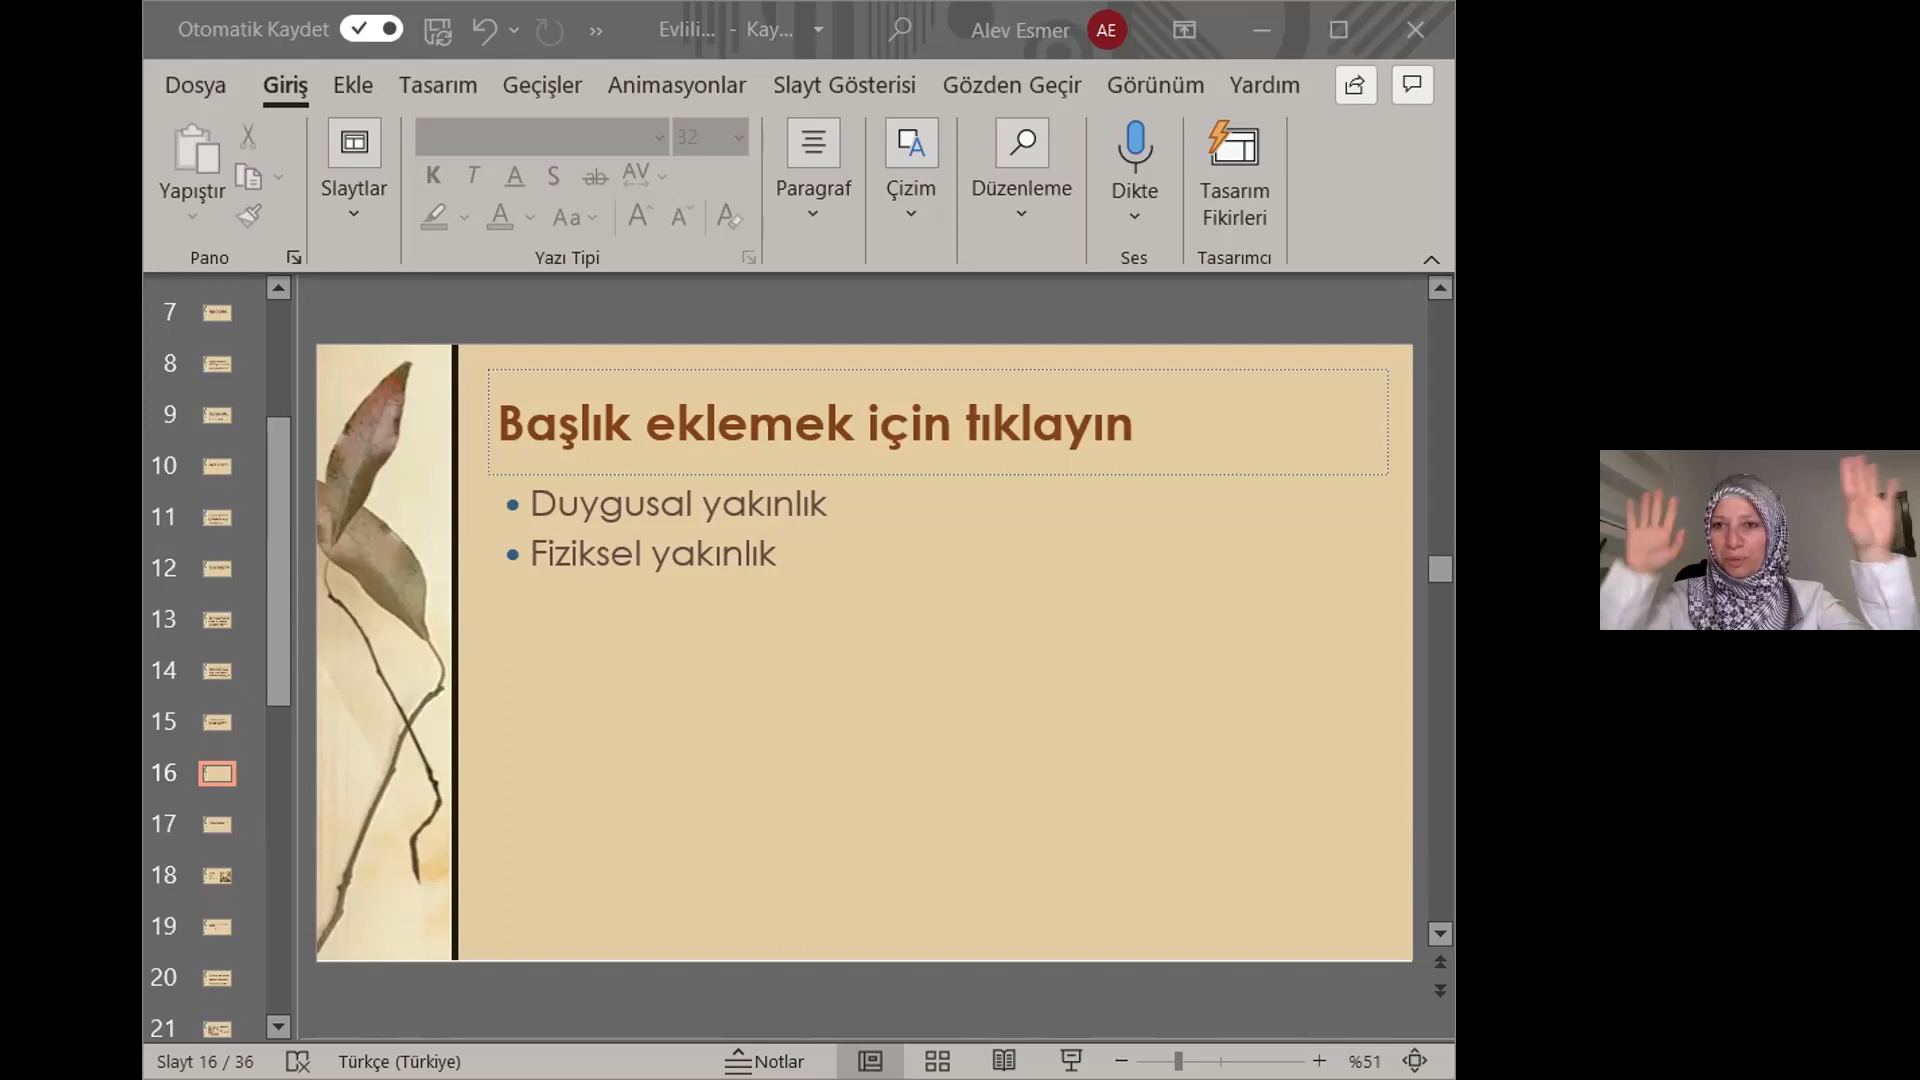 Otomatik Kaydet
Evlili... - Kay...
Alev Esmer
AE
Dosya Giriş Ekle Tasarım Geçişler Animasyonlar Slayt Gösterisi Gözden Geçir Görünüm Yardım
32
K T A S ab AV
A Aa A A A
Yapıştır
Slaytlar
Paragraf
Çizim
Düzenleme
Dikte
Tasarım
Fikirleri
Pano
Yazı Tipi
Ses
Tasarımcı
7
8
9
10
11
12
13
14
15
16
17
18
19
20
21
Başlık eklemek için tıklayın
• Duygusal yakınlık
• Fiziksel yakınlık
Slayt 16 / 36
Türkçe (Türkiye)
Notlar
%51